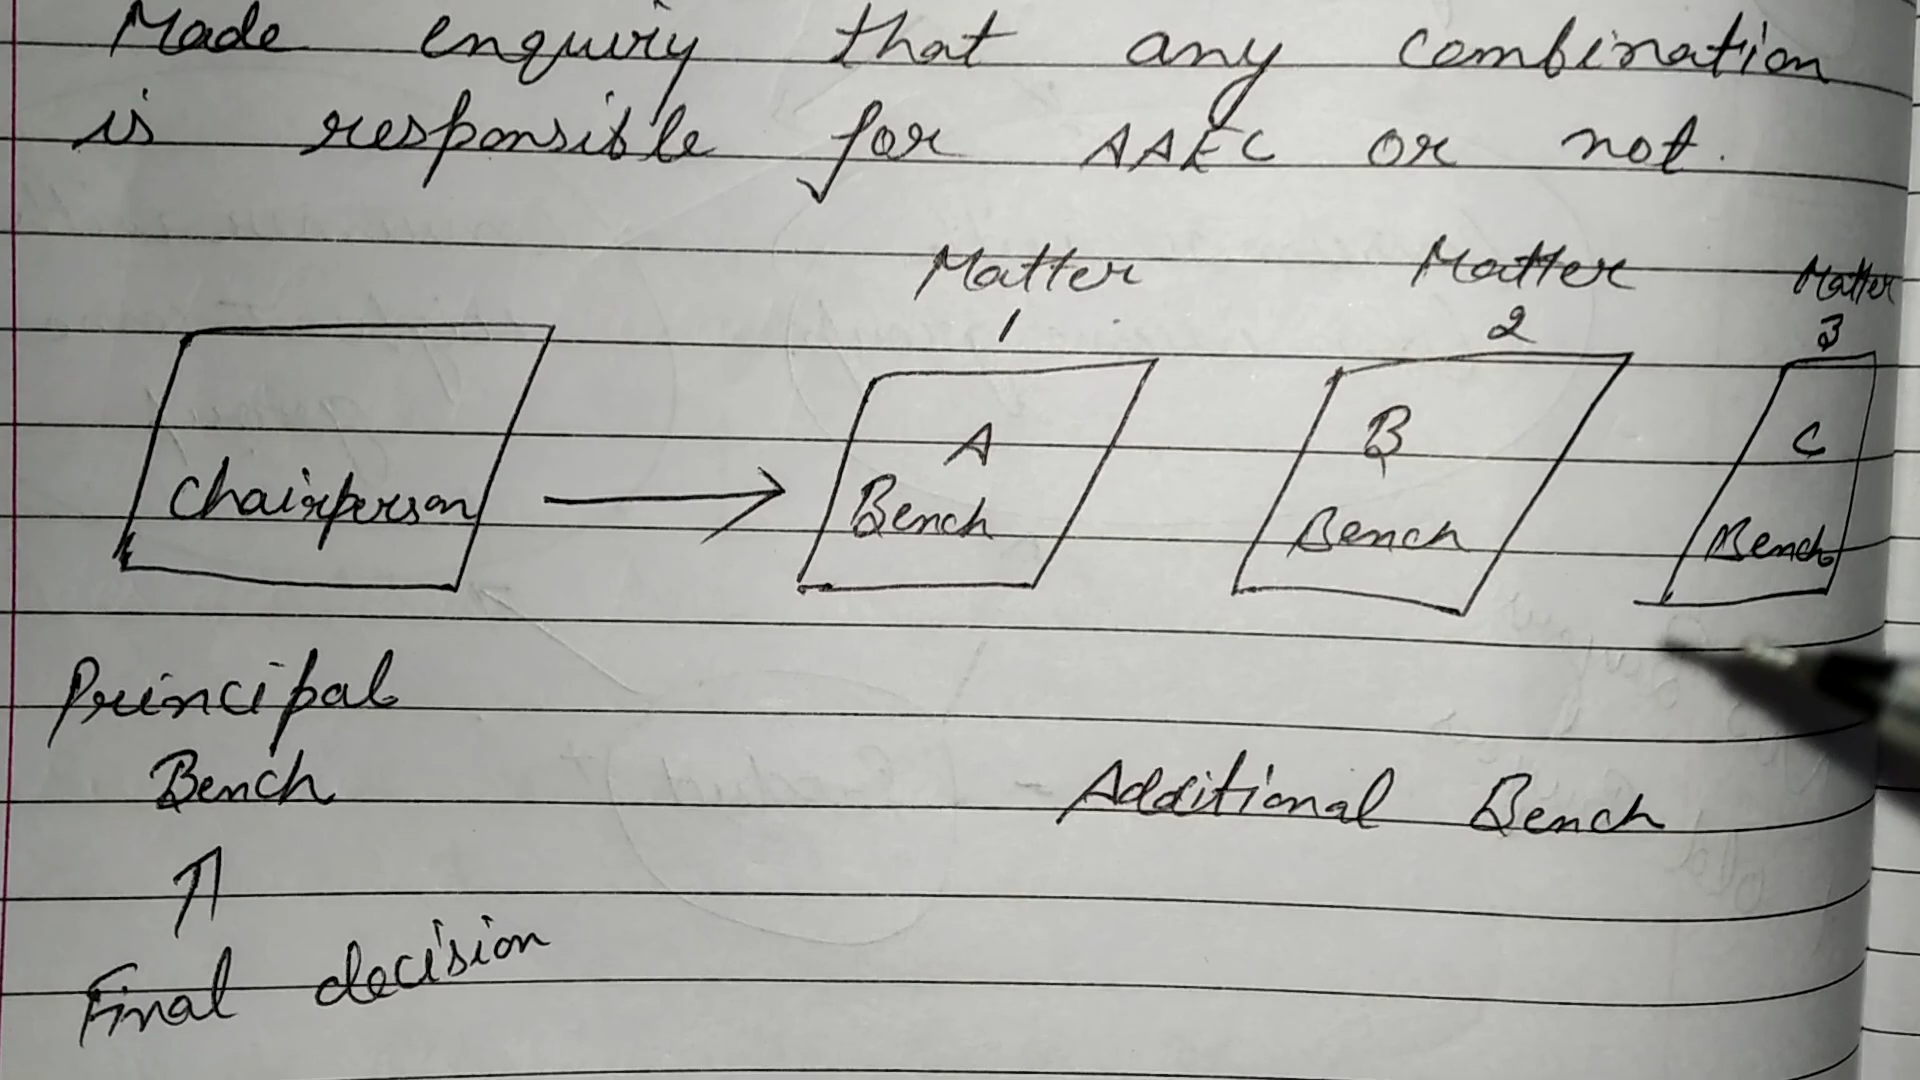 Made enquiry that any combination
is responsible for AAEC or not.
Matter 1
Matter 2
Matter 3
Chairperson
A Bench
B Bench
C Bench
Principal
Bench
Additional Bench
Final decision